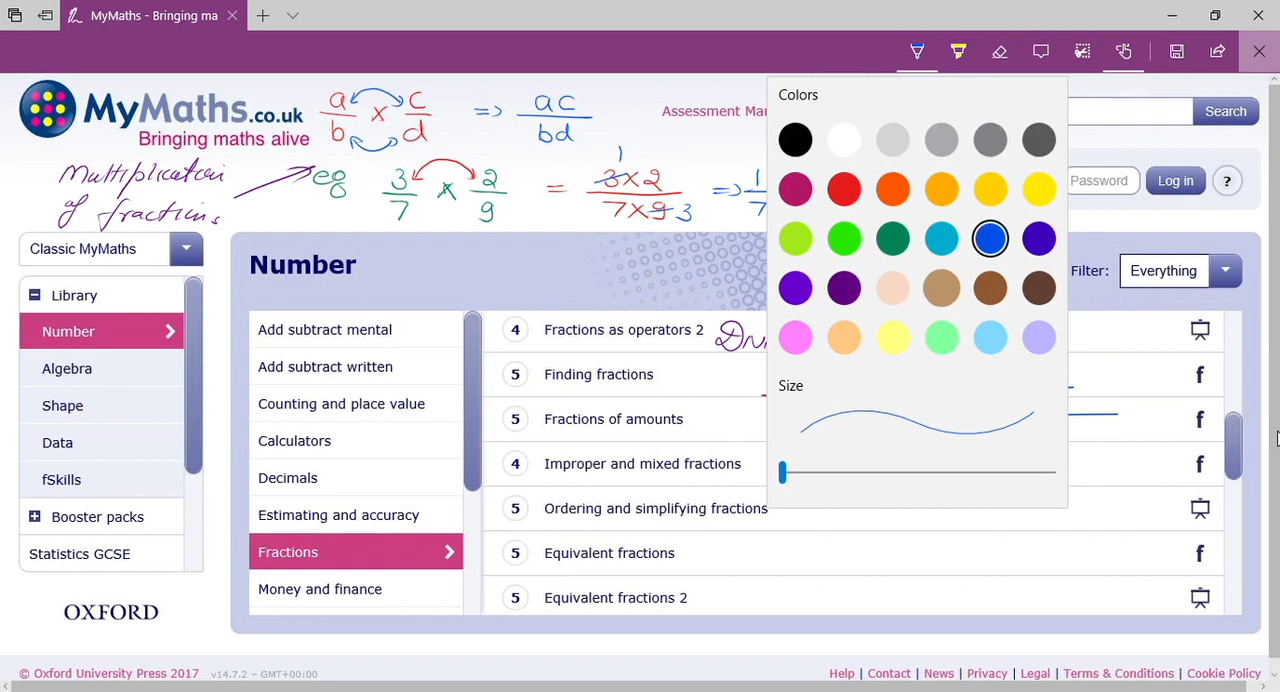 MyMaths - Bringing ma
MyMaths.co.uk
Bringing maths alive
a/b × c/d => ac/bd
Assessment Ma
Search
Multiplication
of fractions
eg 3/7 × 2/9 = 3×2/7×9 => 1/7
1
3
Password
Log in
?
Classic MyMaths
Library
Number
Algebra
Shape
Data
fSkills
Booster packs
Statistics GCSE
OXFORD
Number
Filter: Everything
Add subtract mental
Add subtract written
Counting and place value
Calculators
Decimals
Estimating and accuracy
Fractions
Money and finance
4 Fractions as operators 2
5 Finding fractions f
5 Fractions of amounts f
4 Improper and mixed fractions f
5 Ordering and simplifying fractions
5 Equivalent fractions f
5 Equivalent fractions 2
Colors
Size
© Oxford University Press 2017 v14.7.2 – GMT+00:00
Help | Contact | News | Privacy | Legal | Terms & Conditions | Cookie Policy